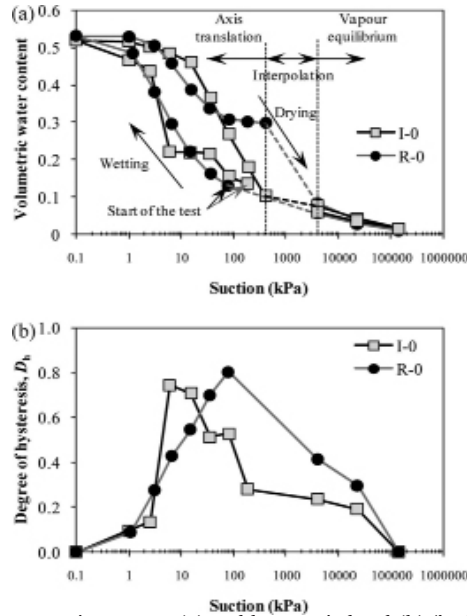 (a)
Axis translation
Vapour equilibrium
Interpolation
Drying
Wetting
Start of the test
I-0
R-0
Volumetric water content
0.6
0.5
0.4
0.3
0.2
0.1
0
0.1 1 10 100 1000 10000 100000 1000000
Suction (kPa)
(b)
I-0
R-0
Degree of hysteresis, Dh
1.0
0.8
0.6
0.4
0.2
0.0
0.1 1 10 100 1000 10000 100000 1000000
Suction (kPa)